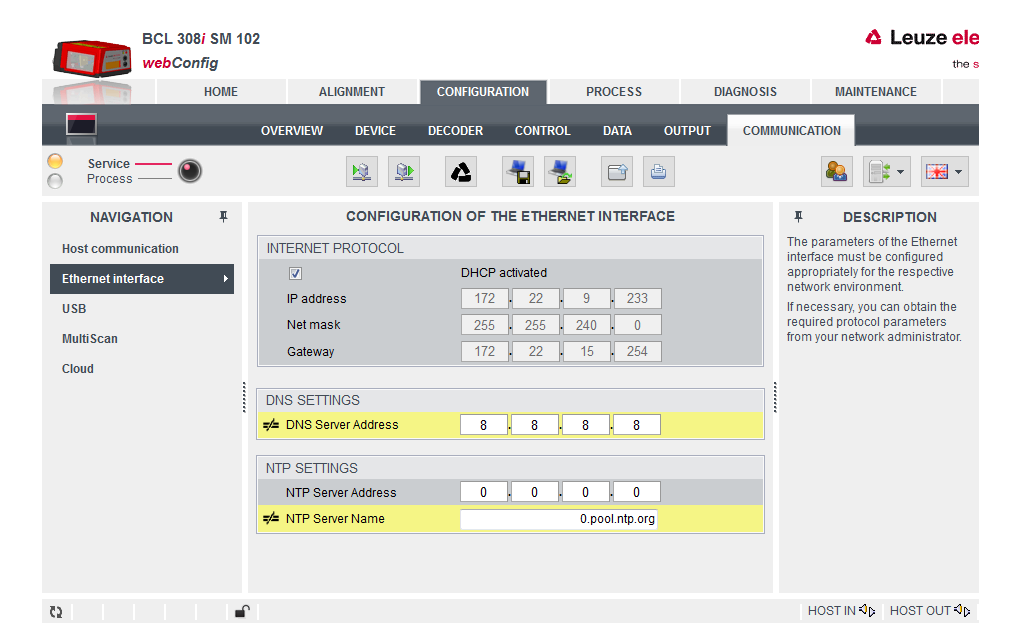 BCL 308i SM 102
webConfig
Leuze ele
the s
HOME ALIGNMENT CONFIGURATION PROCESS DIAGNOSIS MAINTENANCE
OVERVIEW DEVICE DECODER CONTROL DATA OUTPUT COMMUNICATION
Service
Process
NAVIGATION
Host communication
Ethernet interface
USB
MultiScan
Cloud
CONFIGURATION OF THE ETHERNET INTERFACE
INTERNET PROTOCOL
DHCP activated
IP address 172 . 22 . 9 . 233
Net mask 255 . 255 . 240 . 0
Gateway 172 . 22 . 15 . 254
DNS SETTINGS
DNS Server Address 8 . 8 . 8 . 8
NTP SETTINGS
NTP Server Address 0 . 0 . 0 . 0
NTP Server Name 0.pool.ntp.org
DESCRIPTION
The parameters of the Ethernet
interface must be configured
appropriately for the respective
network environment.
If necessary, you can obtain the
required protocol parameters
from your network administrator.
HOST IN HOST OUT